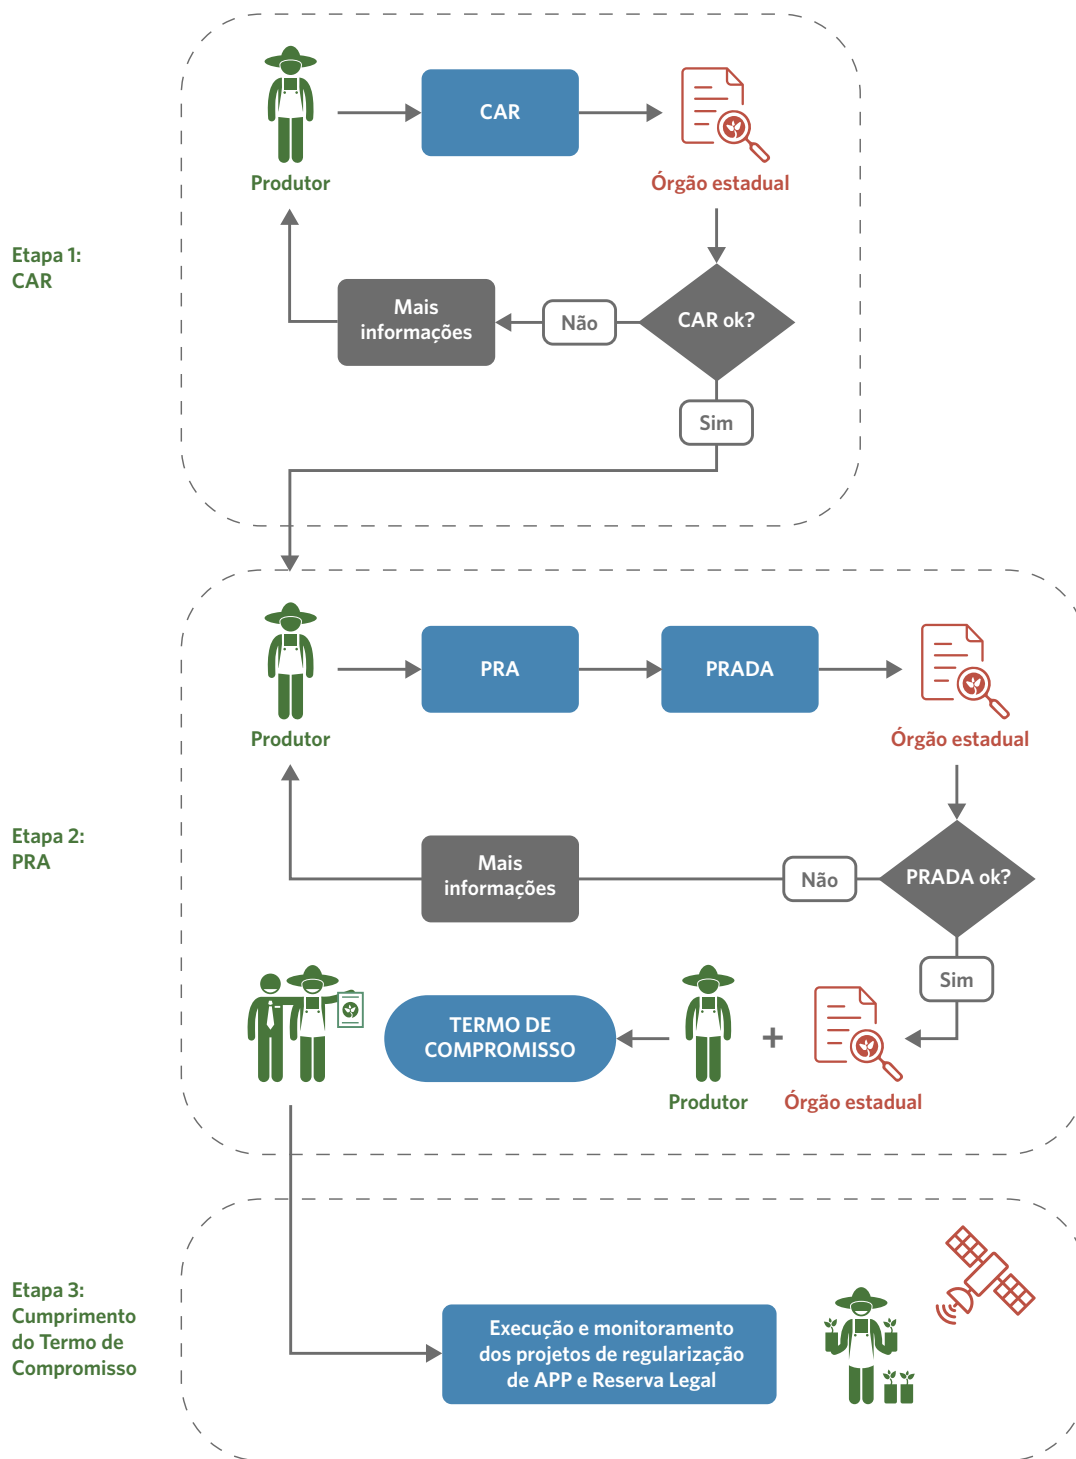 CAR
Produtor
Órgão estadual
Etapa 1:
CAR
Mais
informações
Não
CAR ok?
Sim
PRA
PRADA
Produtor
Órgão estadual
Etapa 2:
PRA
Mais
informações
Não
PRADA ok?
Sim
TERMO DE
COMPROMISSO
+
Produtor
Órgão estadual
Etapa 3:
Cumprimento
do Termo de
Compromisso
Execução e monitoramento
dos projetos de regularização
de APP e Reserva Legal